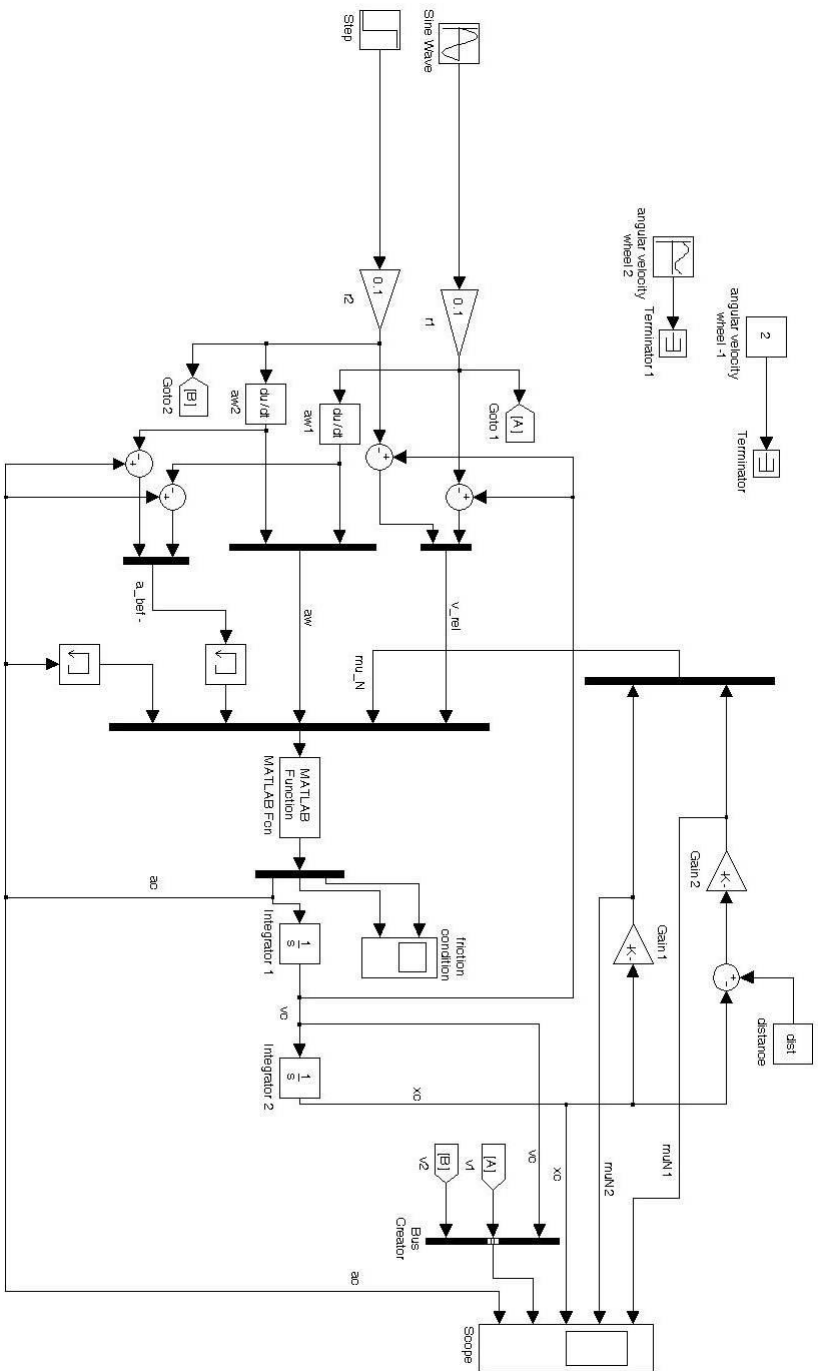 angular velocity
wheel -1
2
Terminator
angular velocity
wheel 2
Terminator 1
Sine Wave
Step
0.1
r1
0.1
r2
[A]
Goto 1
[B]
Goto 2
du/dt
aw1
du/dt
aw2
+
-
+
-
+
-
+
-
v_rel
aw
a_bef -
mu_N
MATLAB
Function
MATLAB Fcn
friction
condition
ac
1
s
Integrator 1
vc
1
s
Integrator 2
xc
-K-
Gain 2
-K-
Gain 1
+
-
dist
distance
muN1
muN2
xc
vc
[A]
v1
[B]
v2
Bus
Creator
ac
Scope